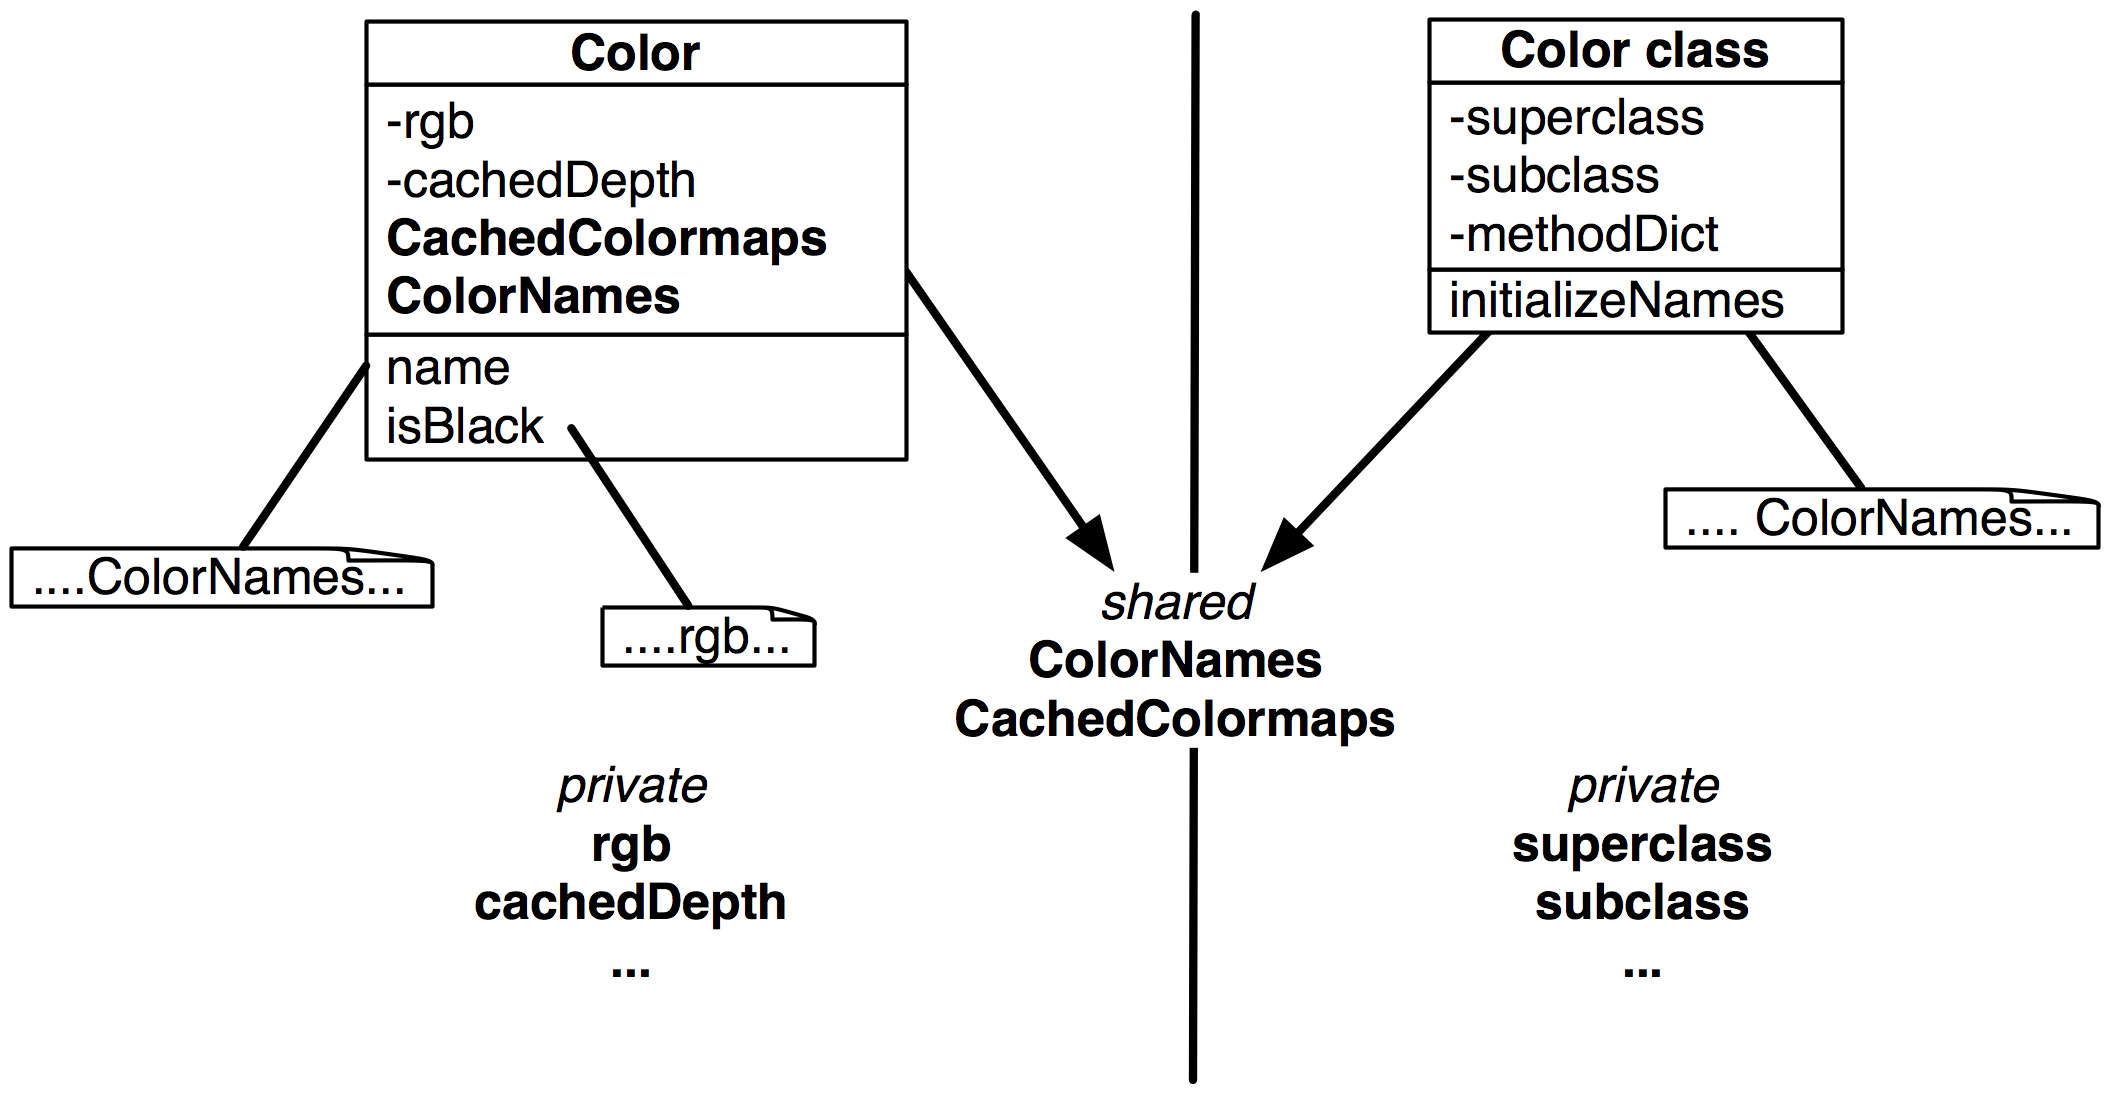 Color
-rgb
-cachedDepth
CachedColormaps
ColorNames
name
isBlack
....ColorNames...
....rgb...
private
rgb
cachedDepth
...
shared
ColorNames
CachedColormaps
Color class
-superclass
-subclass
-methodDict
initializeNames
.... ColorNames...
private
superclass
subclass
...